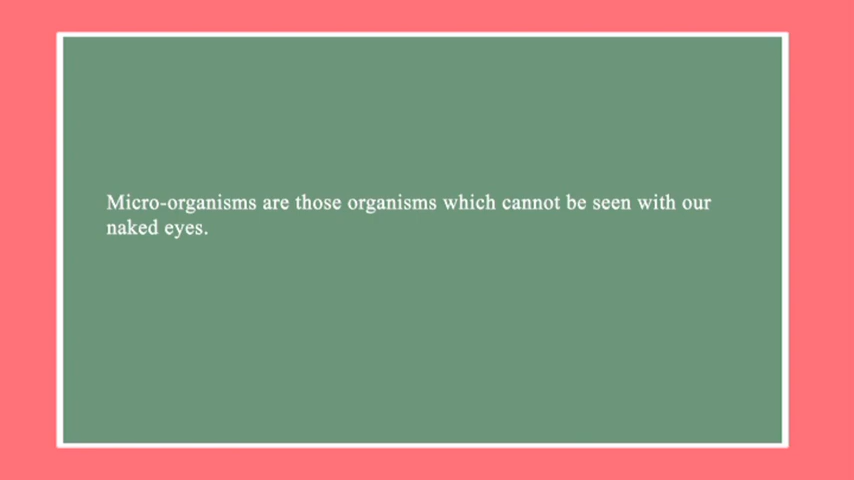 Micro-organisms are those organisms which cannot be seen with our
naked eyes.